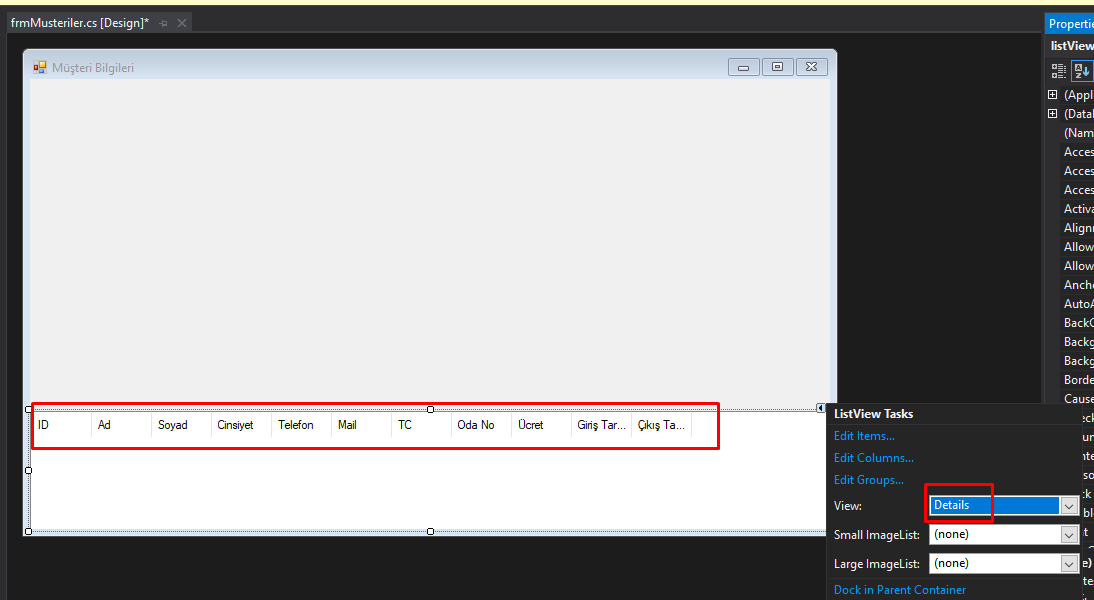 frmMusteriler.cs [Design]*
Müşteri Bilgileri
ID Ad Soyad Cinsiyet Telefon Mail TC Oda No Ücret Giriş Tar... Çıkış Ta...
Properti
listView
(Appl
(Data
(Nam
Acces
Acces
Acces
Activa
Align
Allow
Allow
Ancho
AutoA
BackC
Backg
Backg
Borde
Cause
ListView Tasks
Edit Items...
Edit Columns...
Edit Groups...
View: Details
Small ImageList: (none)
Large ImageList: (none)
Dock in Parent Container